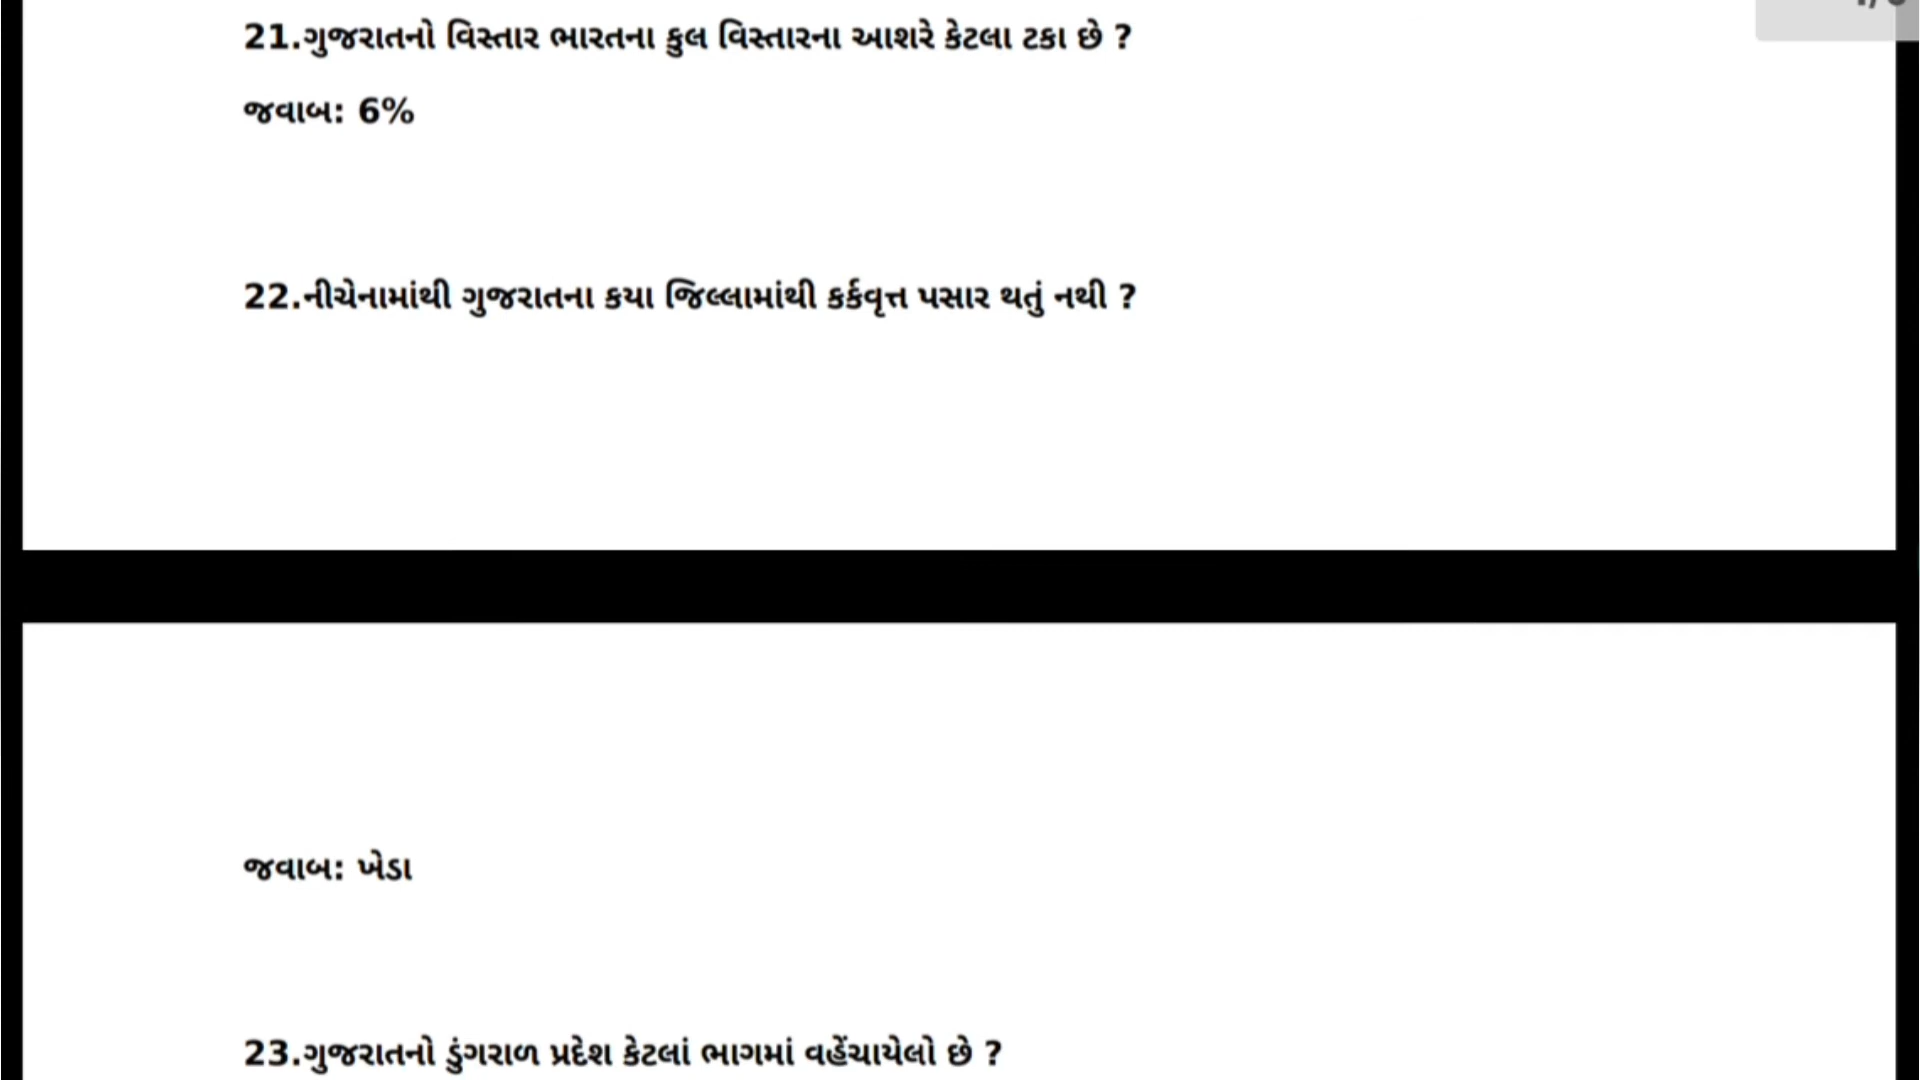 21.ગુજરાતનો વિસ્તાર ભારતના કુલ વિસ્તારના આશરે કેટલા ટકા છે ?
જવાબ: 6%
22.નીચેનામાંથી ગુજરાતના કયા જિલ્લામાંથી કર્કવૃત્ત પસાર થતું નથી ?
જવાબ: ખેડા
23.ગુજરાતનો ડુંગરાળ પ્રદેશ કેટલાં ભાગમાં વહેંચાયેલો છે ?